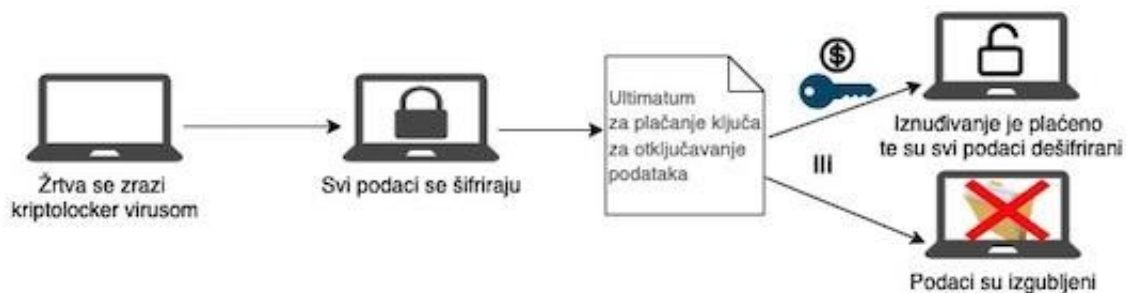 Žrtva se zrazi
kriptolocker virusom
Svi podaci se šifriraju
Ultimatum
za plačanje ključa
za otključavanje
podataka
$
Ili
Iznuđivanje je plaćeno
te su svi podaci dešifrirani
Podaci su izgubljeni